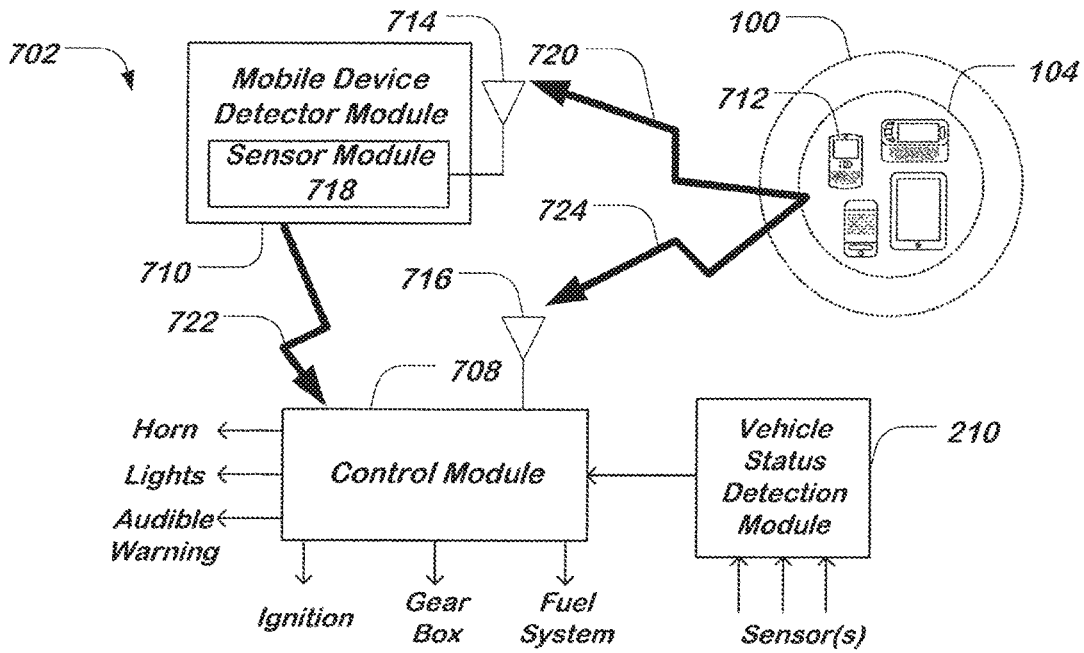 702
714
720
100
104
712
Mobile Device
Detector Module
Sensor Module
718
724
710
716
722
708
210
Horn
Lights
Audible
Warning
Control Module
Vehicle
Status
Detection
Module
Ignition
Gear
Box
Fuel
System
Sensor(s)